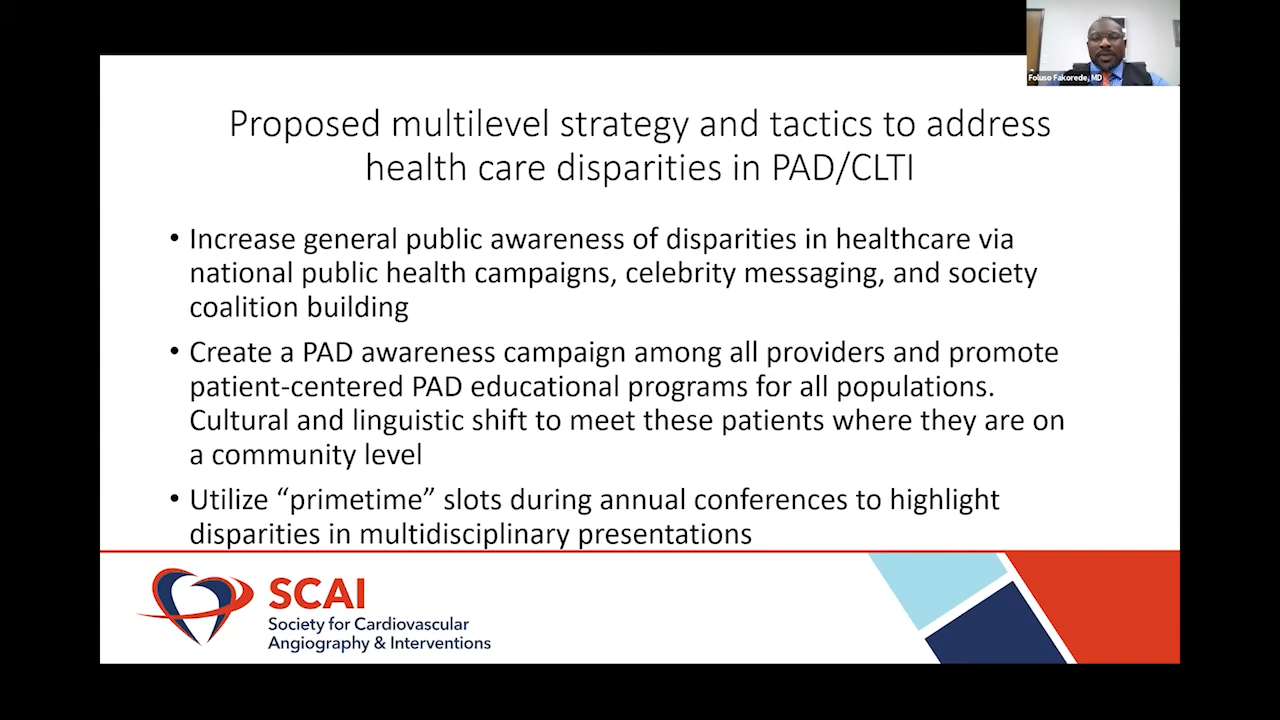 Foluso Fakorede, MD
Proposed multilevel strategy and tactics to address
health care disparities in PAD/CLTI
• Increase general public awareness of disparities in healthcare via
national public health campaigns, celebrity messaging, and society
coalition building
• Create a PAD awareness campaign among all providers and promote
patient-centered PAD educational programs for all populations.
Cultural and linguistic shift to meet these patients where they are on
a community level
• Utilize “primetime” slots during annual conferences to highlight
disparities in multidisciplinary presentations
SCAI
Society for Cardiovascular
Angiography & Interventions